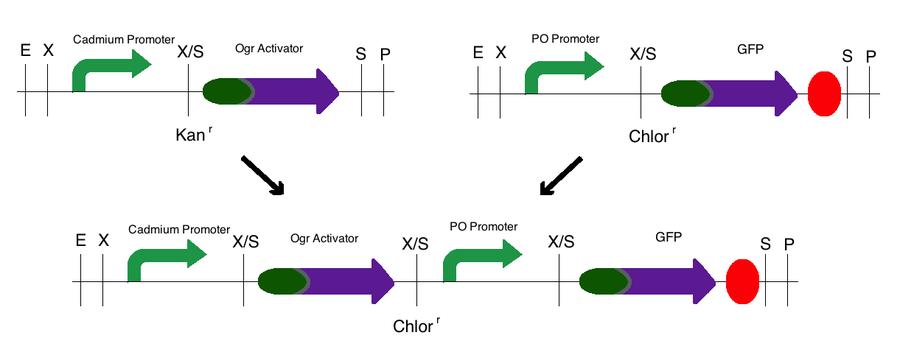 Cadmium Promoter
Ogr Activator
E X X/S S P
Kan r
PO Promoter
GFP
E X X/S S P
Chlor r
Cadmium Promoter
Ogr Activator
PO Promoter
GFP
E X X/S X/S X/S S P
Chlor r